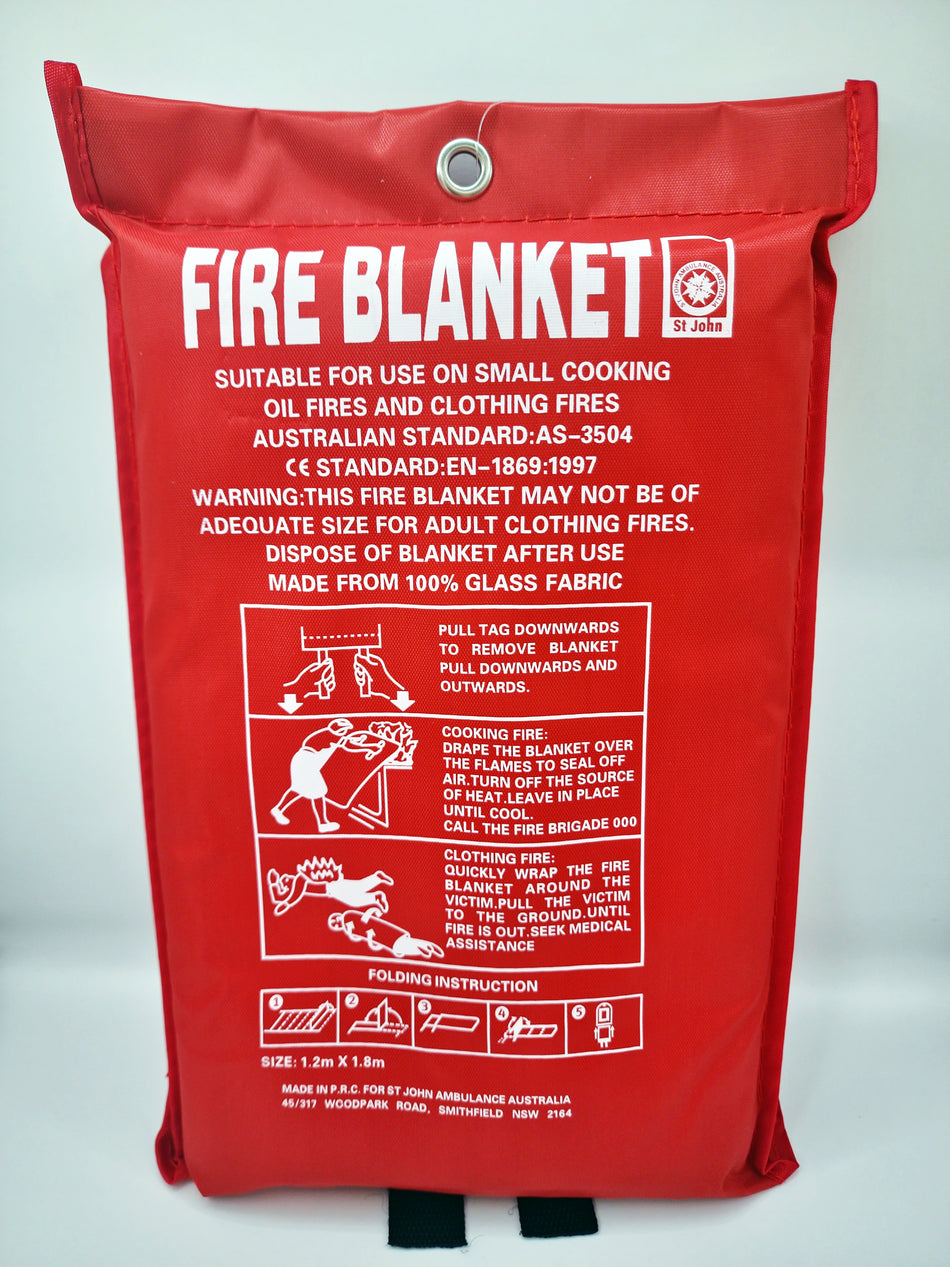 FIRE BLANKET
ST JOHN AMBULANCE AUSTRALIA
St John
SUITABLE FOR USE ON SMALL COOKING
OIL FIRES AND CLOTHING FIRES
AUSTRALIAN STANDARD:AS–3504
CE STANDARD:EN–1869:1997
WARNING:THIS FIRE BLANKET MAY NOT BE OF
ADEQUATE SIZE FOR ADULT CLOTHING FIRES.
DISPOSE OF BLANKET AFTER USE
MADE FROM 100% GLASS FABRIC
PULL TAG DOWNWARDS
TO REMOVE BLANKET
PULL DOWNWARDS AND
OUTWARDS.
COOKING FIRE:
DRAPE THE BLANKET OVER
THE FLAMES TO SEAL OFF
AIR.TURN OFF THE SOURCE
OF HEAT.LEAVE IN PLACE
UNTIL COOL.
CALL THE FIRE BRIGADE 000
CLOTHING FIRE:
QUICKLY WRAP THE FIRE
BLANKET AROUND THE
VICTIM.PULL THE VICTIM
TO THE GROUND.UNTIL
FIRE IS OUT.SEEK MEDICAL
ASSISTANCE
FOLDING INSTRUCTION
1 2 3 4 5
SIZE: 1.2m X 1.8m
MADE IN P.R.C. FOR ST JOHN AMBULANCE AUSTRALIA
45/317 WOODPARK ROAD, SMITHFIELD NSW 2164